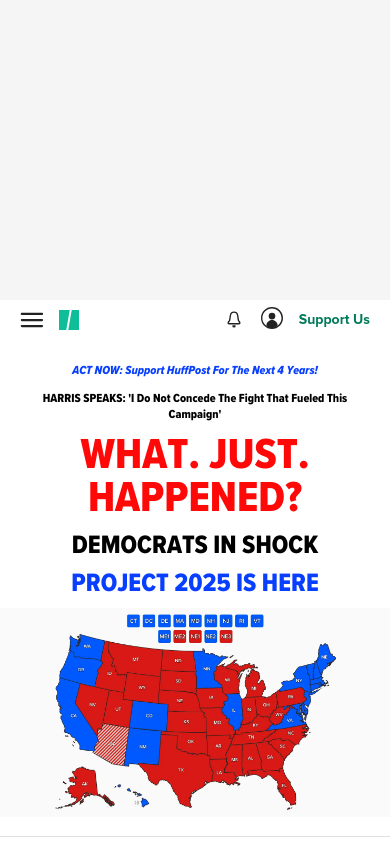 Support Us
ACT NOW: Support HuffPost For The Next 4 Years!
HARRIS SPEAKS: 'I Do Not Concede The Fight That Fueled This
Campaign'
WHAT. JUST.
HAPPENED?
DEMOCRATS IN SHOCK
PROJECT 2025 IS HERE
CT DC DE MA MD NH NJ RI VT
ME1 ME2 NE1 NE2 NE3
WA
MT
ND
MN
ME
OR
ID
SD
WI
MI
NY
WY
IA
PA
NE
NV
UT
CO
IL
IN
OH
WV
VA
CA
KS
MO
KY
NC
TN
NM
OK
AR
SC
MS
AL
GA
TX
LA
FL
AK